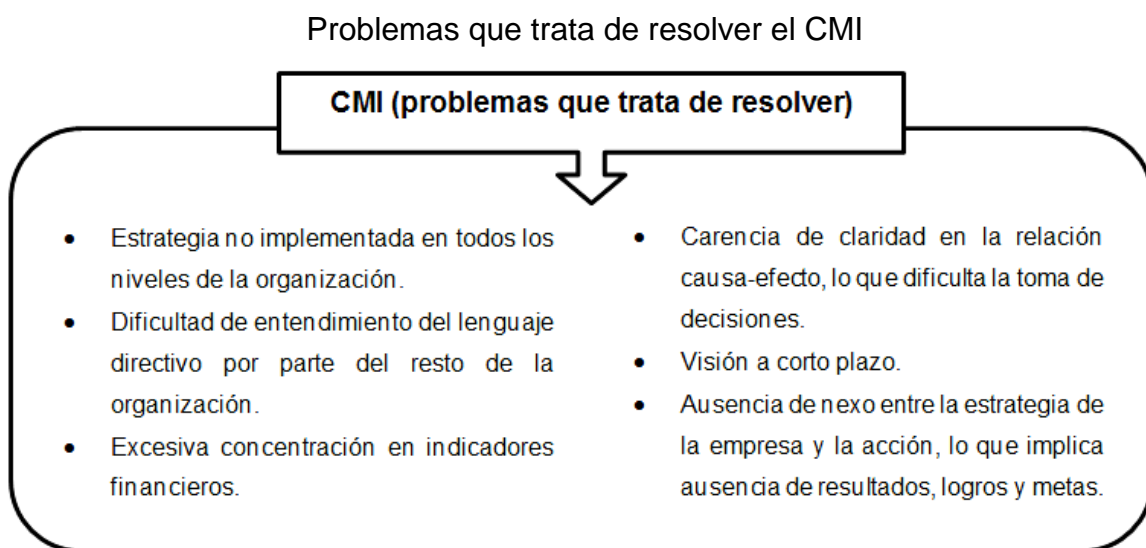 Problemas que trata de resolver el CMI
CMI (problemas que trata de resolver)
• Estrategia no implementada en todos los
niveles de la organización.
• Dificultad de entendimiento del lenguaje
directivo por parte del resto de la
organización.
• Excesiva concentración en indicadores
financieros.
• Carencia de claridad en la relación
causa-efecto, lo que dificulta la toma de
decisiones.
• Visión a corto plazo.
• Ausencia de nexo entre la estrategia de
la empresa y la acción, lo que implica
ausencia de resultados, logros y metas.